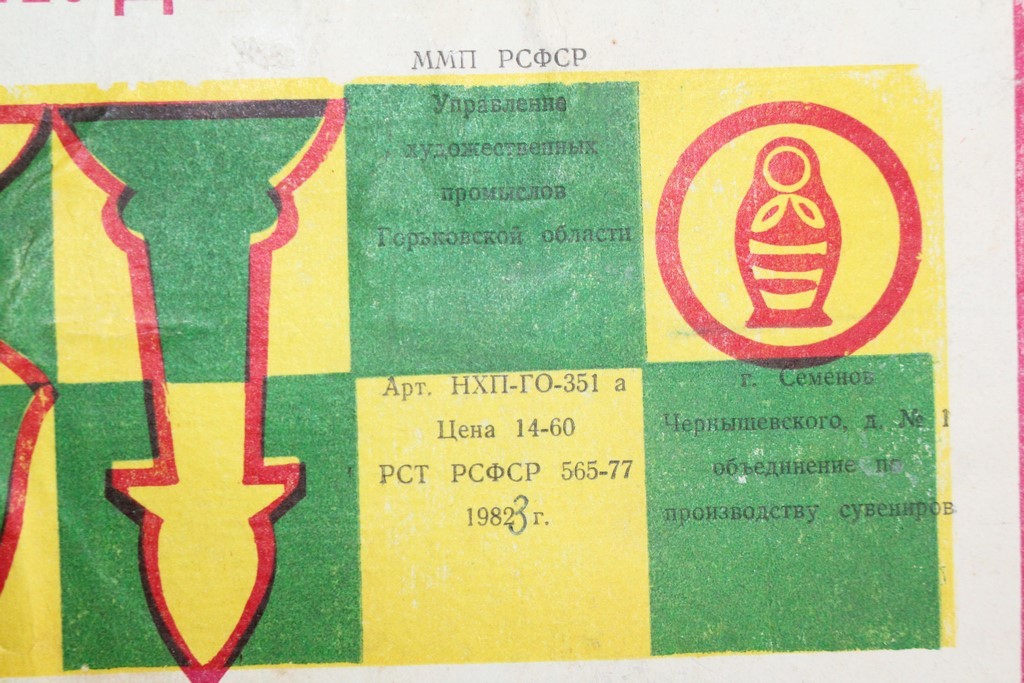 ММП РСФСР
Управление
художественных
промыслов
Горьковской области
Арт. НХП-ГО-351 а
Цена 14-60
РСТ РСФСР 565-77
19823 г.
г. Семенов
Чернышевского, д. № 1
объединение по
производству сувениров